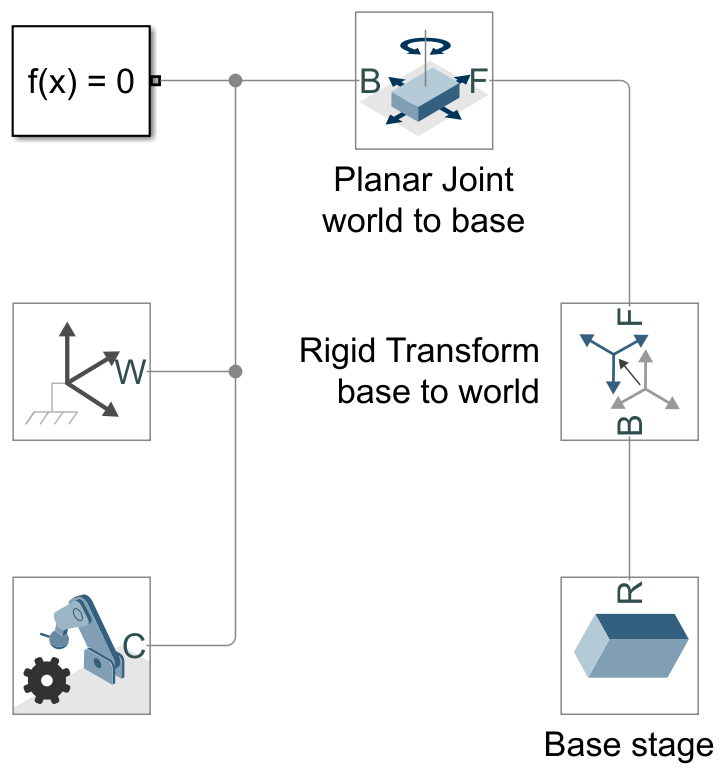 f(x) = 0
B
F
Planar Joint
world to base
W
Rigid Transform
base to world
F
B
C
R
Base stage